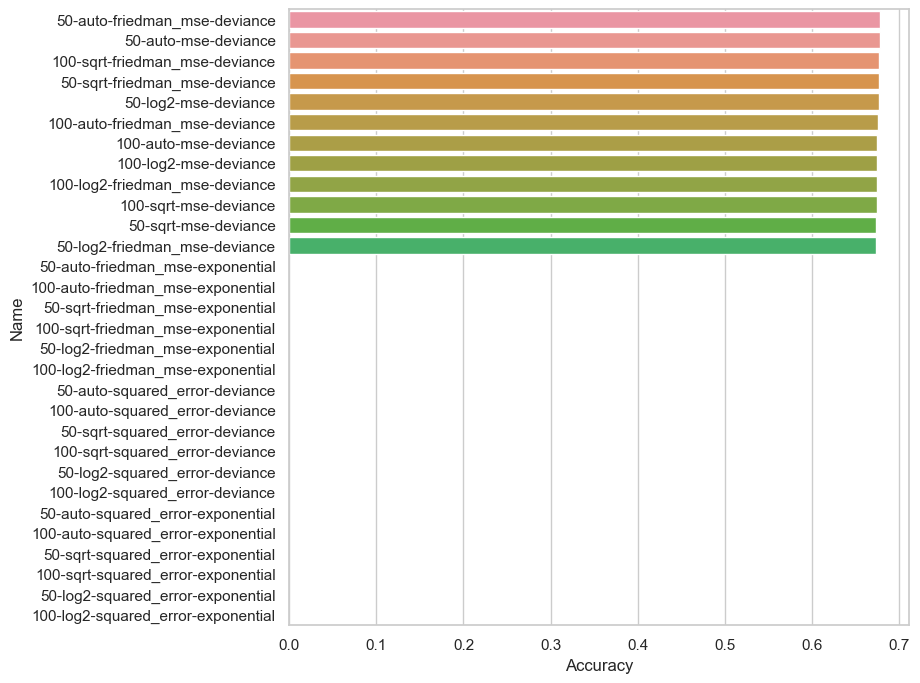 50-auto-friedman_mse-deviance
50-auto-mse-deviance
100-sqrt-friedman_mse-deviance
50-sqrt-friedman_mse-deviance
50-log2-mse-deviance
100-auto-friedman_mse-deviance
100-auto-mse-deviance
100-log2-mse-deviance
100-log2-friedman_mse-deviance
100-sqrt-mse-deviance
50-sqrt-mse-deviance
50-log2-friedman_mse-deviance
50-auto-friedman_mse-exponential
100-auto-friedman_mse-exponential
50-sqrt-friedman_mse-exponential
100-sqrt-friedman_mse-exponential
50-log2-friedman_mse-exponential
100-log2-friedman_mse-exponential
50-auto-squared_error-deviance
100-auto-squared_error-deviance
50-sqrt-squared_error-deviance
100-sqrt-squared_error-deviance
50-log2-squared_error-deviance
100-log2-squared_error-deviance
50-auto-squared_error-exponential
100-auto-squared_error-exponential
50-sqrt-squared_error-exponential
100-sqrt-squared_error-exponential
50-log2-squared_error-exponential
100-log2-squared_error-exponential
Name
0.0 0.1 0.2 0.3 0.4 0.5 0.6 0.7
Accuracy